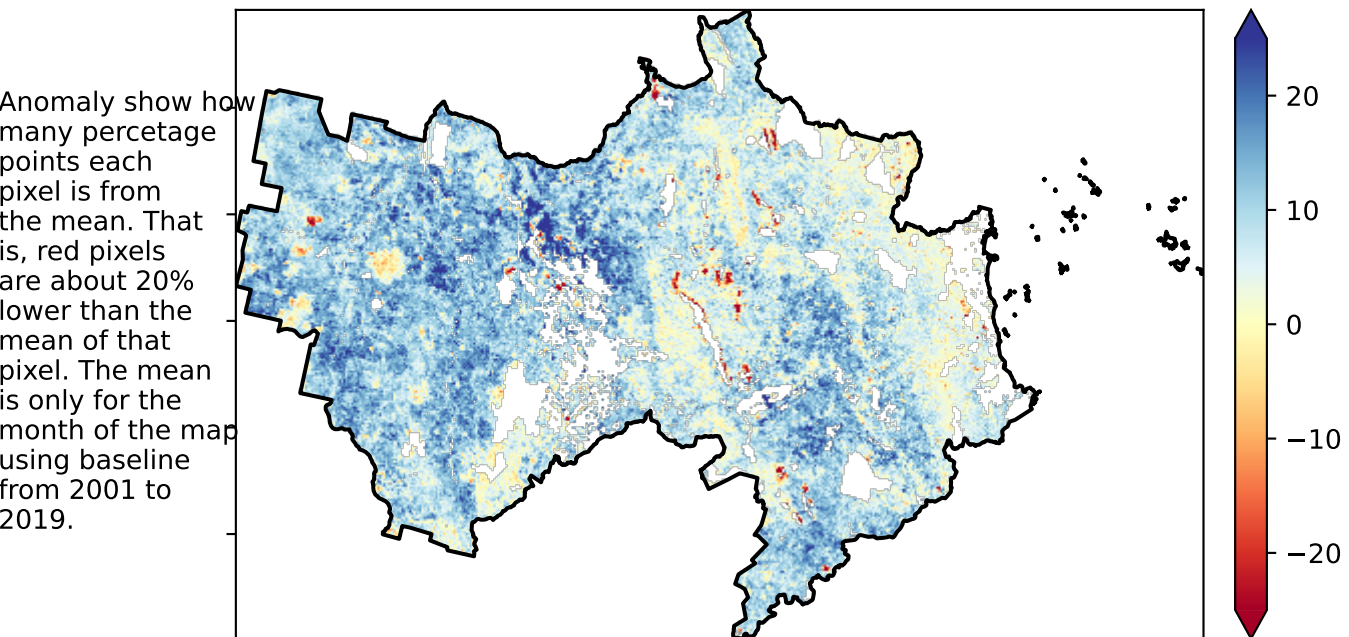 Anomaly show how
many percetage
points each
pixel is from
the mean. That
is, red pixels
are about 20%
lower than the
mean of that
pixel. The mean
is only for the
month of the map
using baseline
from 2001 to
2019.
20
10
0
−10
−20